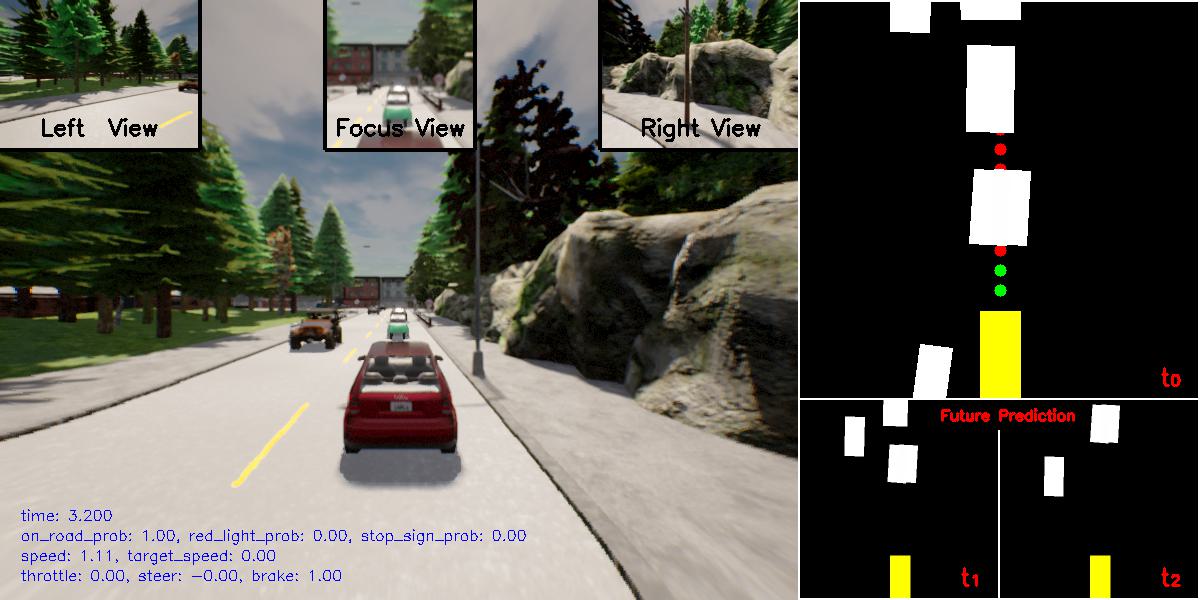 Left View
Focus View
Right View
time: 3.200
on_road_prob: 1.00, red_light_prob: 0.00, stop_sign_prob: 0.00
speed: 1.11, target_speed: 0.00
throttle: 0.00, steer: -0.00, brake: 1.00
t0
Future Prediction
t1
t2